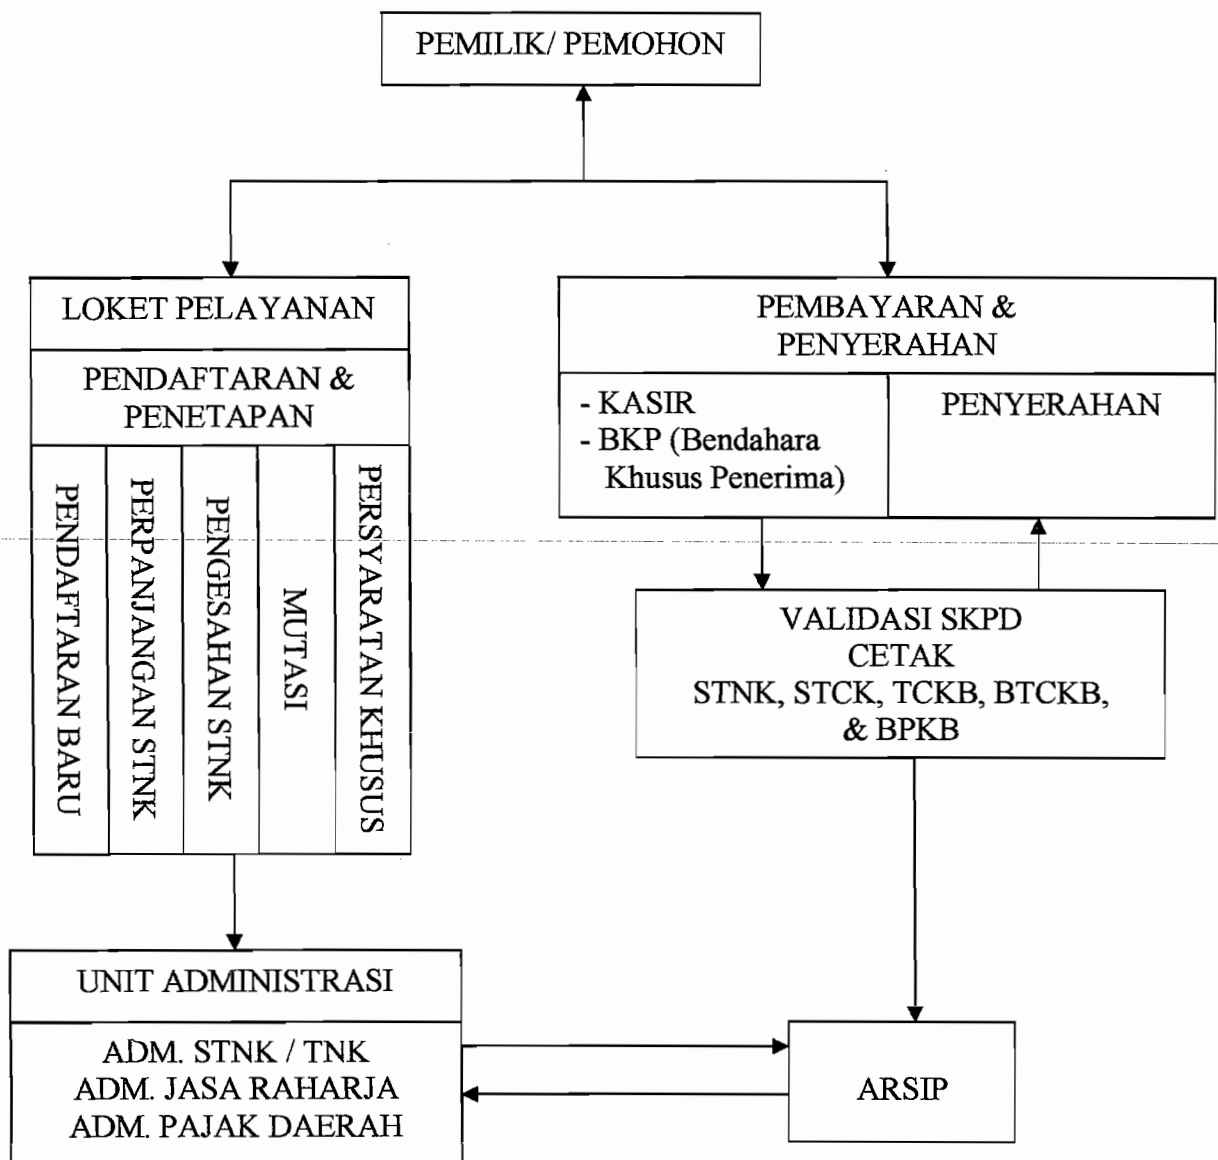 PEMILIK/ PEMOHON
LOKET PELAYANAN
PENDAFTARAN &
PENETAPAN
PENDAFTARAN BARU
PERPANJANGAN STNK
PENGESAHAN STNK
MUTASI
PERSYARATAN KHUSUS
PEMBAYARAN &
PENYERAHAN
- KASIR
- BKP (Bendahara
Khusus Penerima)
PENYERAHAN
VALIDASI SKPD
CETAK
STNK, STCK, TCKB, BTCKB,
& BPKB
UNIT ADMINISTRASI
ADM. STNK / TNK
ADM. JASA RAHARJA
ADM. PAJAK DAERAH
ARSIP